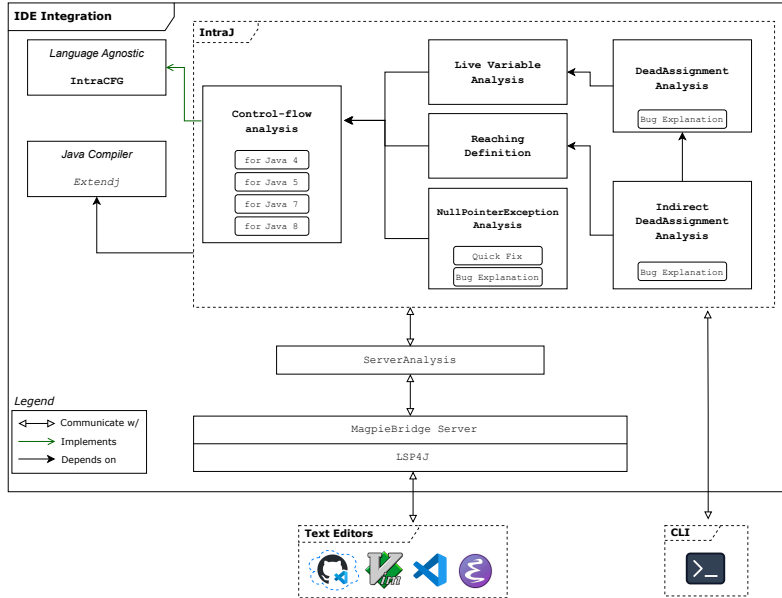 IDE Integration
IntraJ
Language Agnostic
IntraCFG
Java Compiler
Extendj
Control-flow
analysis
for Java 4
for Java 5
for Java 7
for Java 8
Live Variable
Analysis
Reaching
Definition
NullPointerException
Analysis
Quick Fix
Bug Explanation
DeadAssignment
Analysis
Bug Explanation
Indirect
DeadAssignment
Analysis
Bug Explanation
ServerAnalysis
MagpieBridge Server
LSP4J
Legend
Communicate w/
Implements
Depends on
Text Editors
Vim
CLI